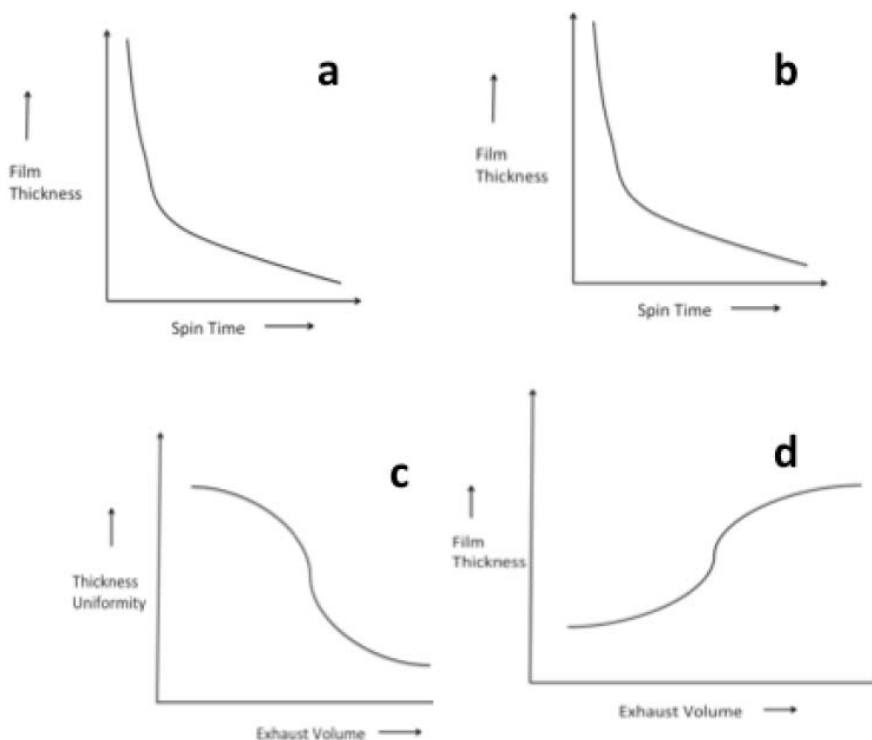 a
Film
Thickness
Spin Time
b
Film
Thickness
Spin Time
c
Thickness
Uniformity
Exhaust Volume
d
Film
Thickness
Exhaust Volume